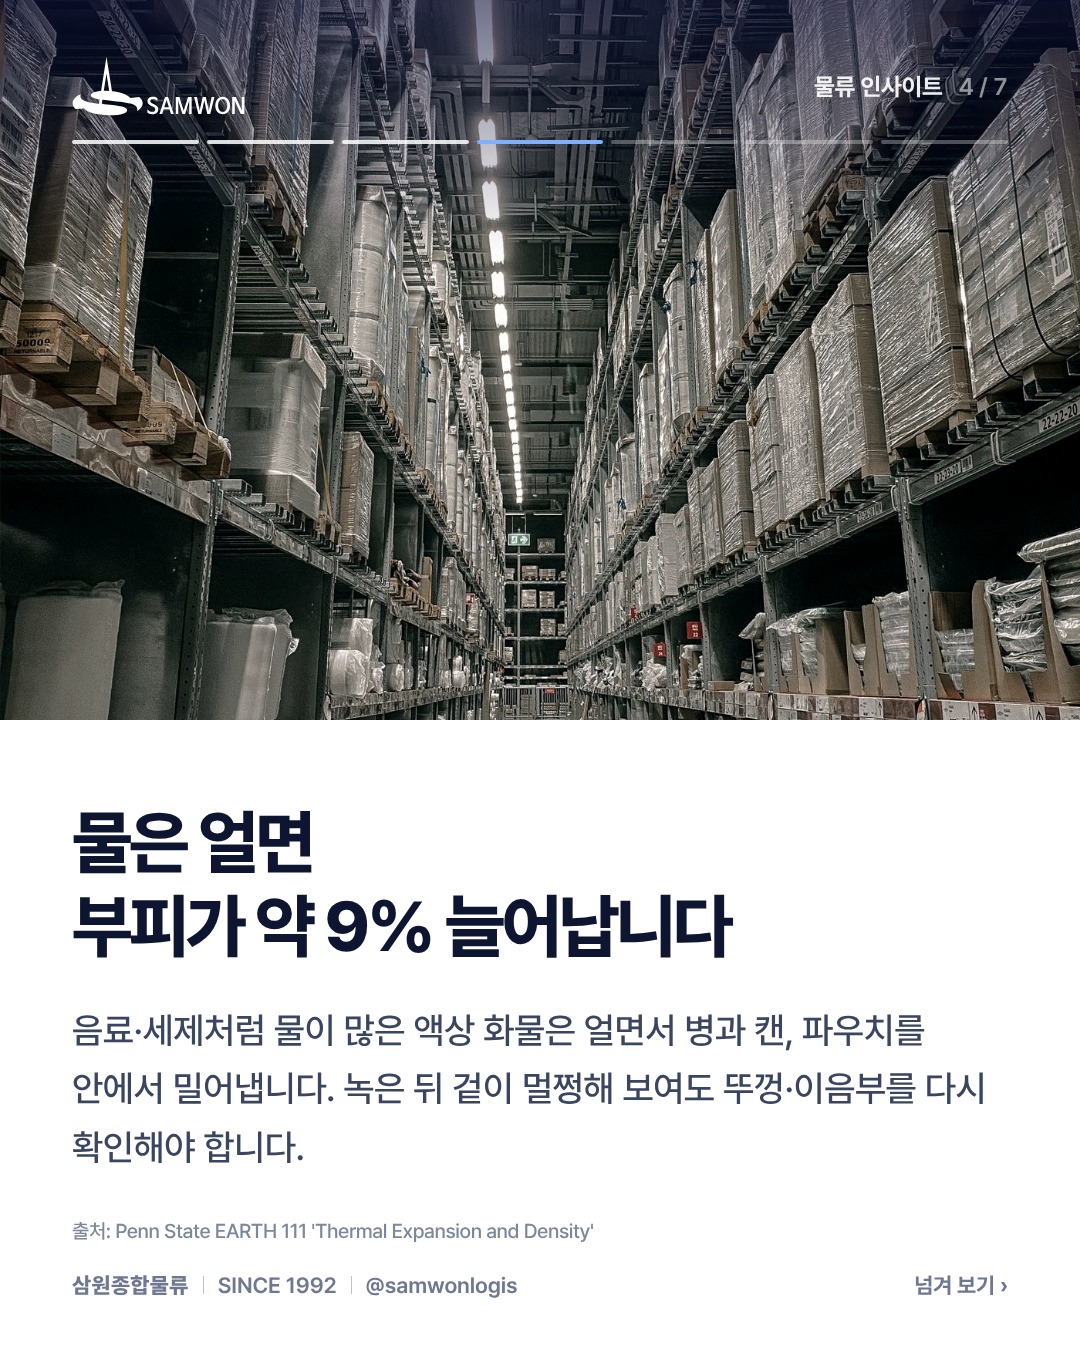 SAMWON
물류 인사이트 4 / 7
50009
RETURNABLE
22-22-20
물은 얼면
부피가 약 9% 늘어납니다
음료·세제처럼 물이 많은 액상 화물은 얼면서 병과 캔, 파우치를
안에서 밀어냅니다. 녹은 뒤 겉이 멀쩡해 보여도 뚜껑·이음부를 다시
확인해야 합니다.
출처: Penn State EARTH 111 'Thermal Expansion and Density'
삼원종합물류 | SINCE 1992 | @samwonlogis
넘겨 보기 ›